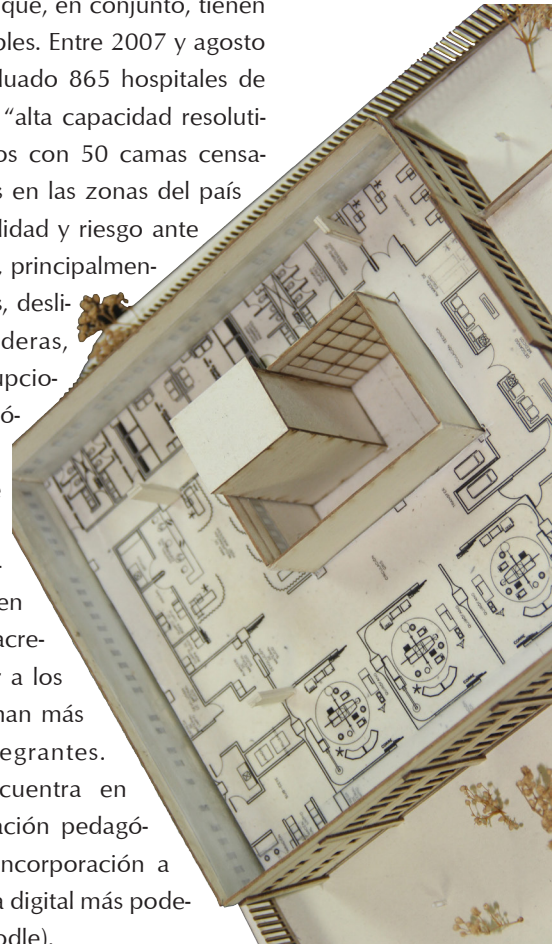 que, en conjunto, tienen
bles. Entre 2007 y agosto
luado 865 hospitales de
“alta capacidad resoluti-
os con 50 camas censa-
s en las zonas del país
lidad y riesgo ante
, principalmen-
s, desli-
deras,
upcio-
ó-
en
acre-
a los
man más
egrantes.
cuentra en
ación pedagó-
incorporación a
a digital más pode-
odle).